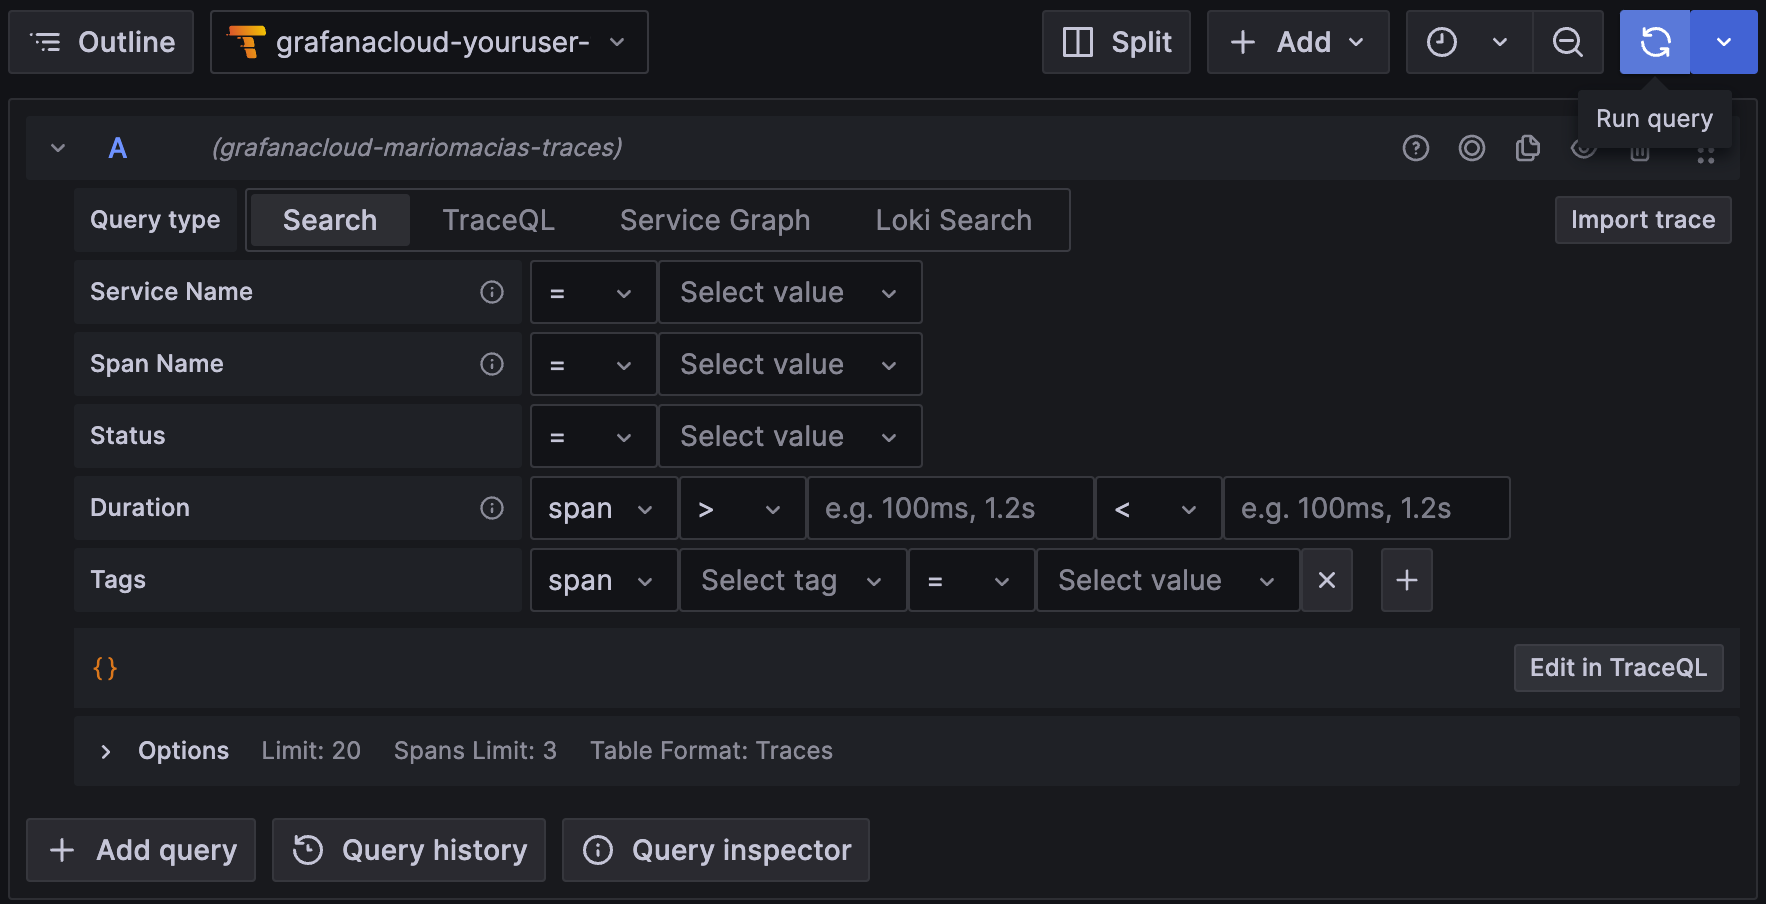 Outline grafanacloud-youruser- Split + Add
Run query
A (grafanacloud-mariomacias-traces)
Query type Search TraceQL Service Graph Loki Search Import trace
Service Name = Select value
Span Name = Select value
Status = Select value
Duration span > e.g. 100ms, 1.2s < e.g. 100ms, 1.2s
Tags span Select tag = Select value × +
{} Edit in TraceQL
Options Limit: 20 Spans Limit: 3 Table Format: Traces
+ Add query Query history Query inspector